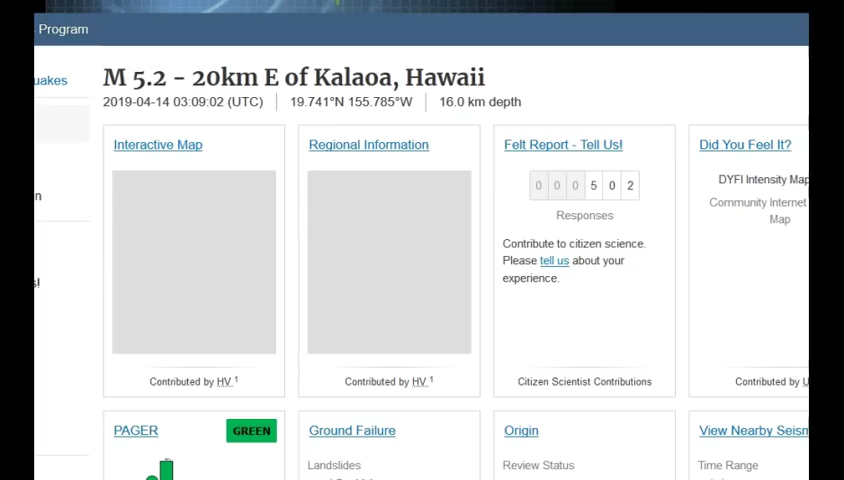 Program
uakes
M 5.2 - 20km E of Kalaoa, Hawaii
2019-04-14 03:09:02 (UTC) 19.741°N 155.785°W 16.0 km depth
Interactive Map
Regional Information
Felt Report - Tell Us!
Did You Feel It?
0 0 0 5 0 2
DYFI Intensity Map
n
Community Internet
Map
Responses
Contribute to citizen science.
Please tell us about your
experience.
s!
Contributed by HV 1
Contributed by HV 1
Citizen Scientist Contributions
Contributed by U
PAGER
GREEN
Ground Failure
Origin
View Nearby Seism
Landslides
Review Status
Time Range